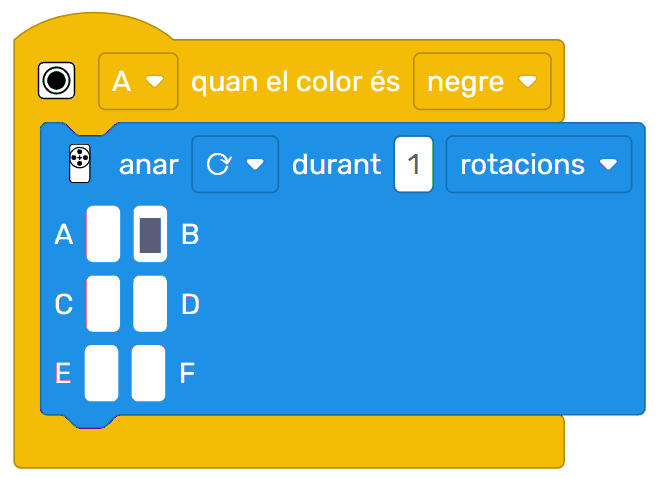 A quan el color és negre
anar durant 1 rotacions
A B
C D
E F